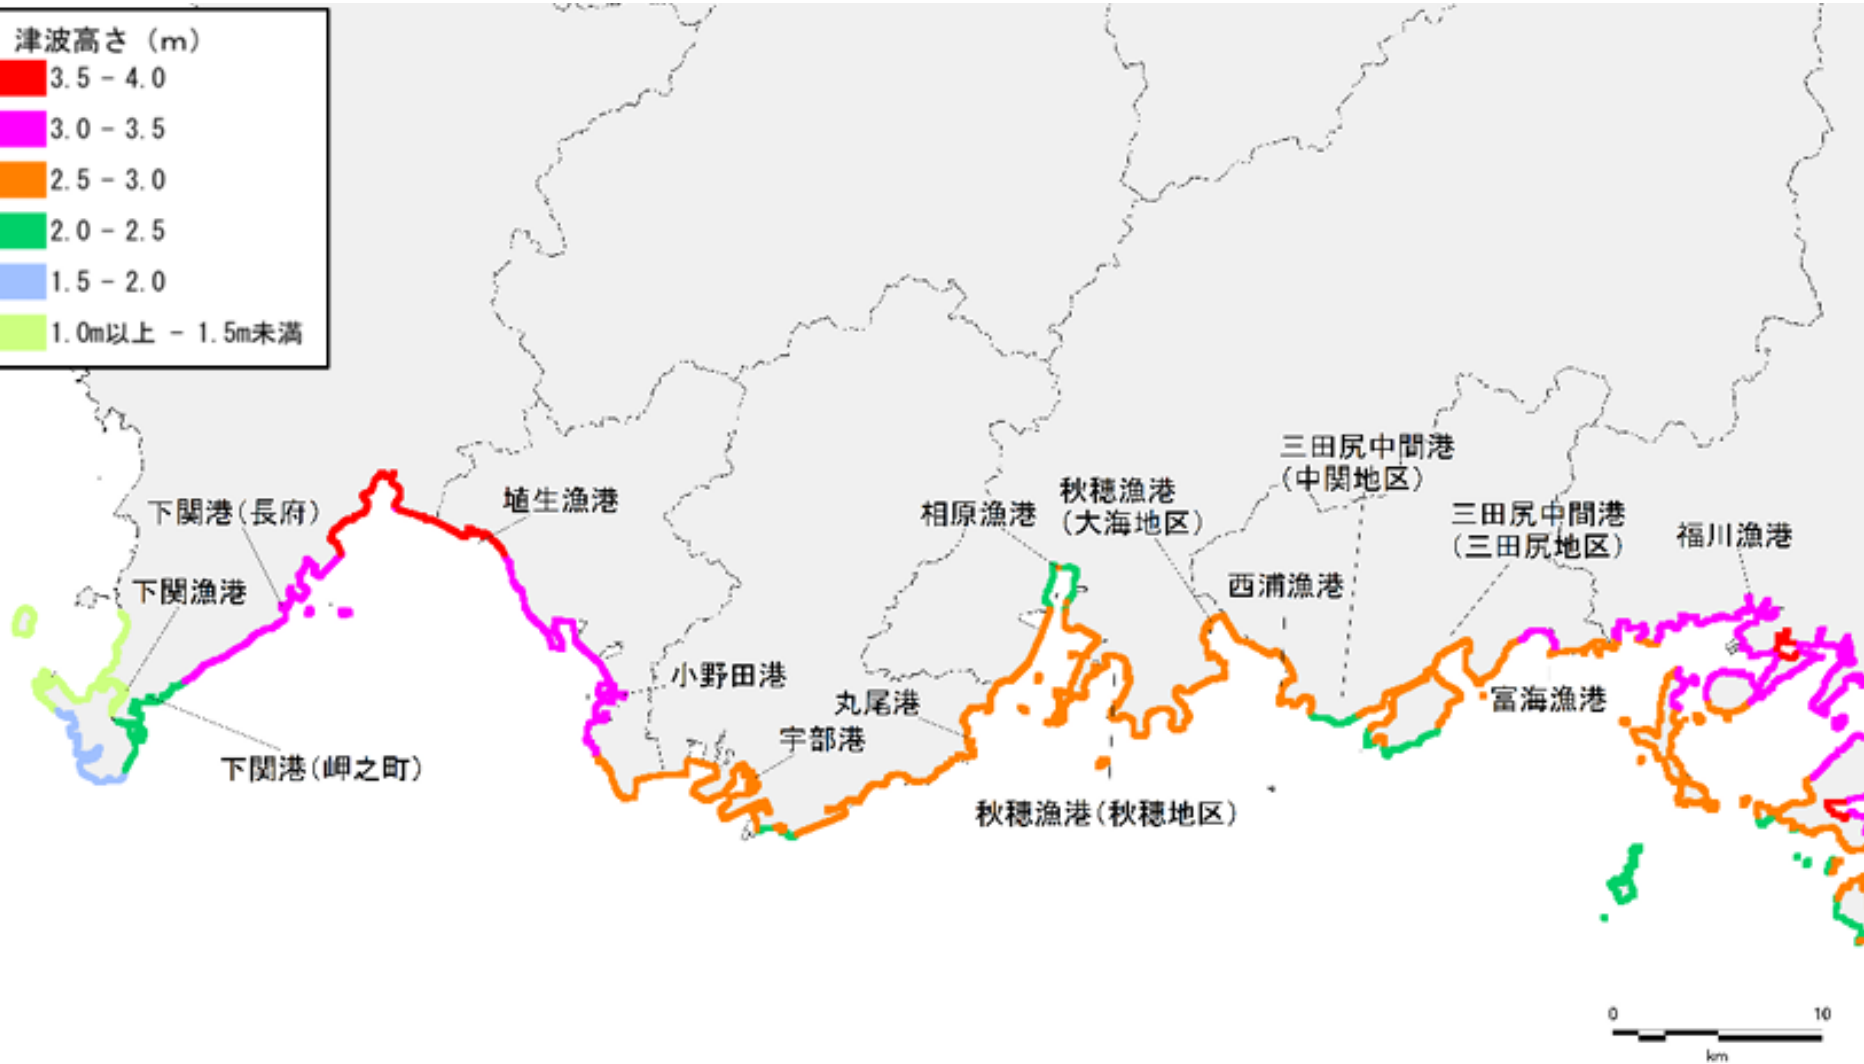 津波高さ（m）
3.5 - 4.0
3.0 - 3.5
2.5 - 3.0
2.0 - 2.5
1.5 - 2.0
1.0m以上 - 1.5m未満
三田尻中間港
(中関地区)
秋穂漁港
(大海地区)
埴生漁港
下関港(長府)
相原漁港
三田尻中間港
(三田尻地区)
福川漁港
下関漁港
西浦漁港
小野田港
丸尾港
富海漁港
宇部港
下関港(岬之町)
秋穂漁港(秋穂地区)
0 10
km